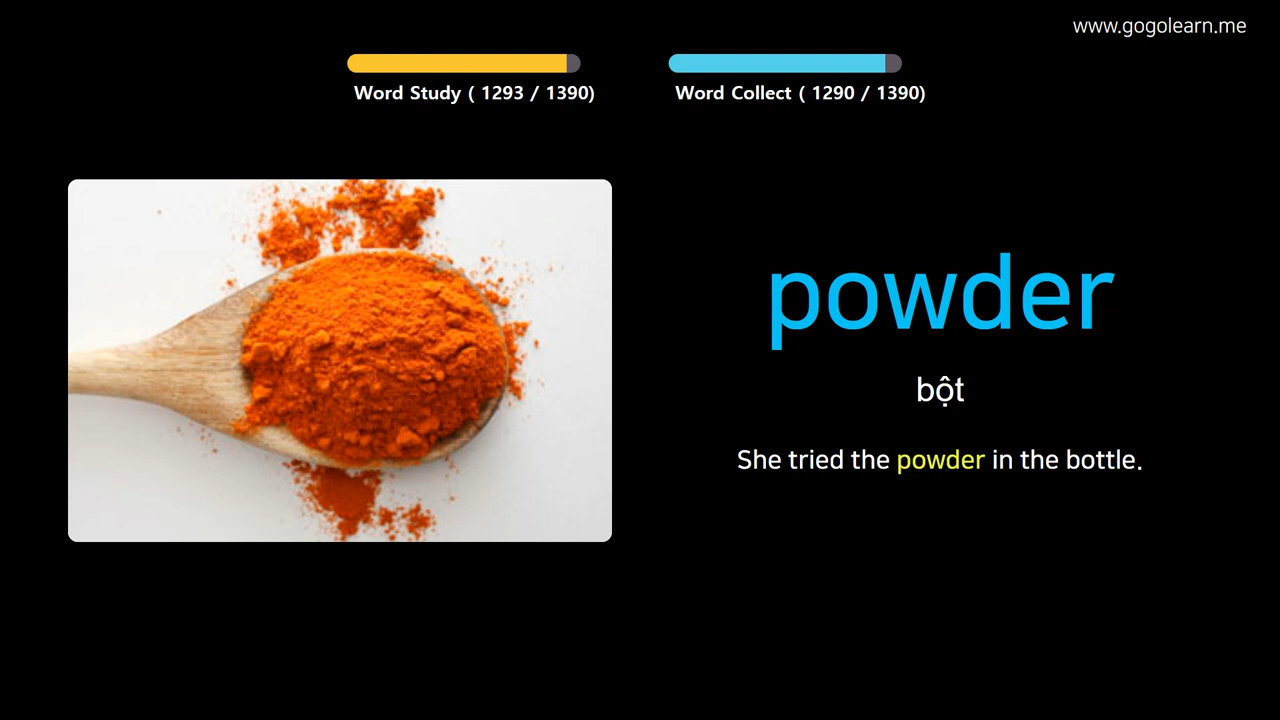 www.gogolearn.me
Word Study ( 1293 / 1390)
Word Collect ( 1290 / 1390)
powder
bột
She tried the powder in the bottle.